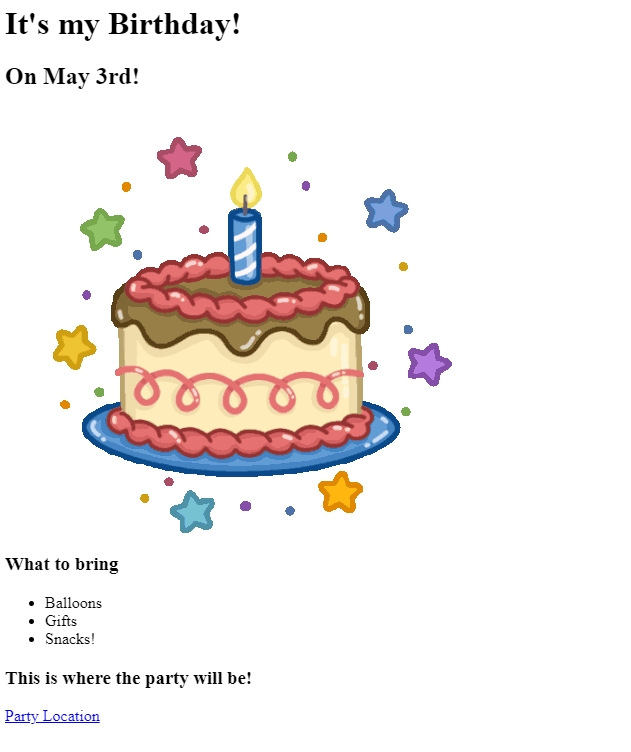 It's my Birthday!
On May 3rd!
What to bring
Balloons
Gifts
Snacks!
This is where the party will be!
Party Location